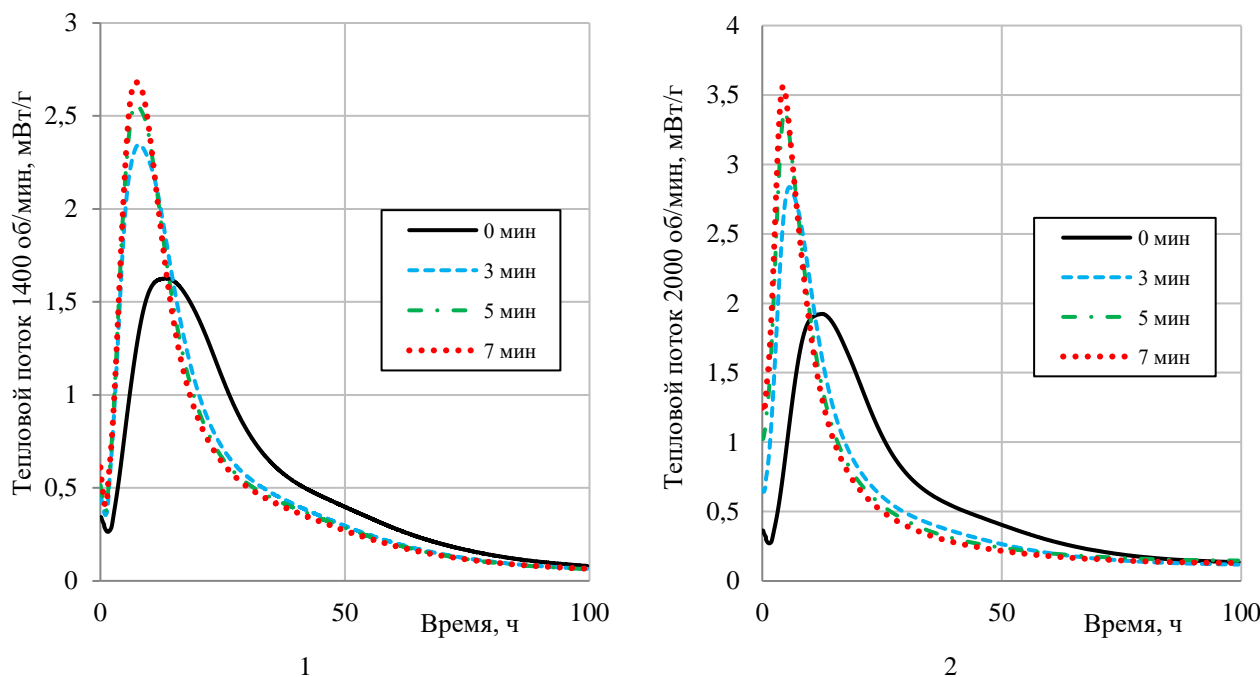 Тепловой поток 1400 об/мин, мВт/г
3
2,5
2
1,5
1
0,5
0
0 мин
3 мин
5 мин
7 мин
0
50
100
Время, ч
1
Тепловой поток 2000 об/мин, мВт/г
4
3,5
3
2,5
2
1,5
1
0,5
0
0 мин
3 мин
5 мин
7 мин
0
50
100
Время, ч
2